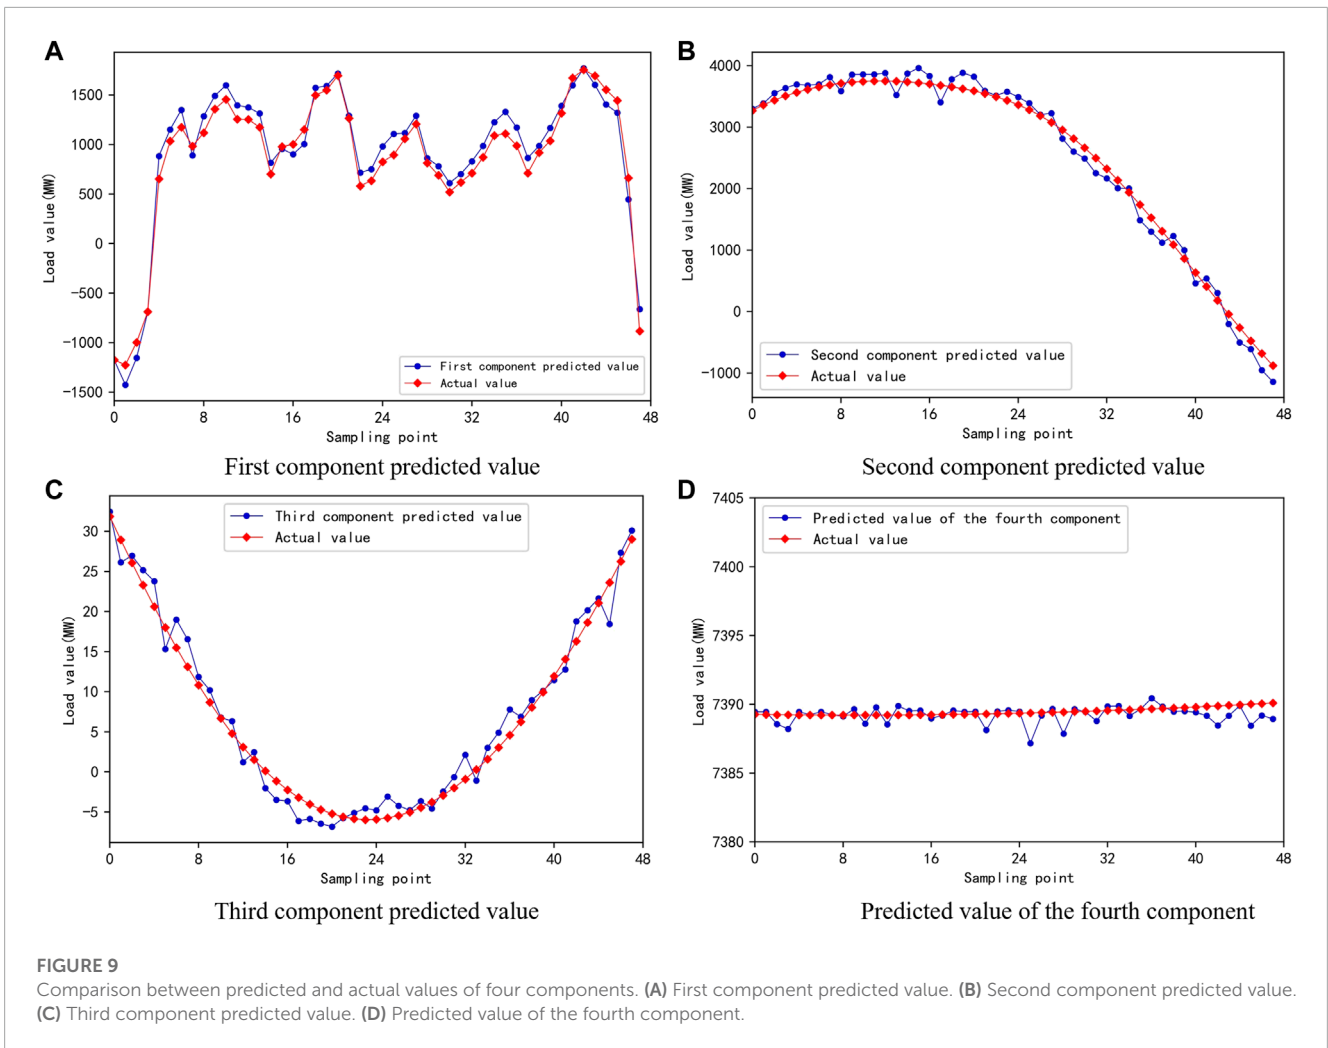 A
1500
1000
500
0
−500
−1000
−1500
Load value(MW)
First component predicted value
Actual value
0 8 16 24 32 40 48
Sampling point
First component predicted value
B
4000
3000
2000
1000
0
−1000
Load value(MW)
Second component predicted value
Actual value
0 8 16 24 32 40 48
Sampling point
Second component predicted value
C
30
25
20
15
10
5
0
−5
Load value(MW)
Third component predicted value
Actual value
0 8 16 24 32 40 48
Sampling point
Third component predicted value
D
7405
7400
7395
7390
7385
7380
Load value(MW)
Predicted value of the fourth component
Actual value
0 8 16 24 32 40 48
Sampling point
Predicted value of the fourth component
FIGURE 9
Comparison between predicted and actual values of four components. (A) First component predicted value. (B) Second component predicted value.
(C) Third component predicted value. (D) Predicted value of the fourth component.